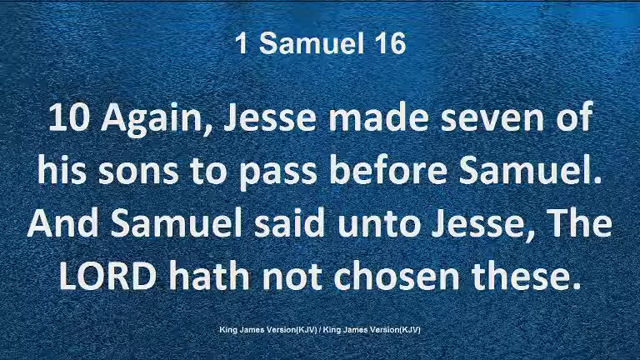 1 Samuel 16
10 Again, Jesse made seven of
his sons to pass before Samuel.
And Samuel said unto Jesse, The
LORD hath not chosen these.
King James Version(KJV) / King James Version(KJV)